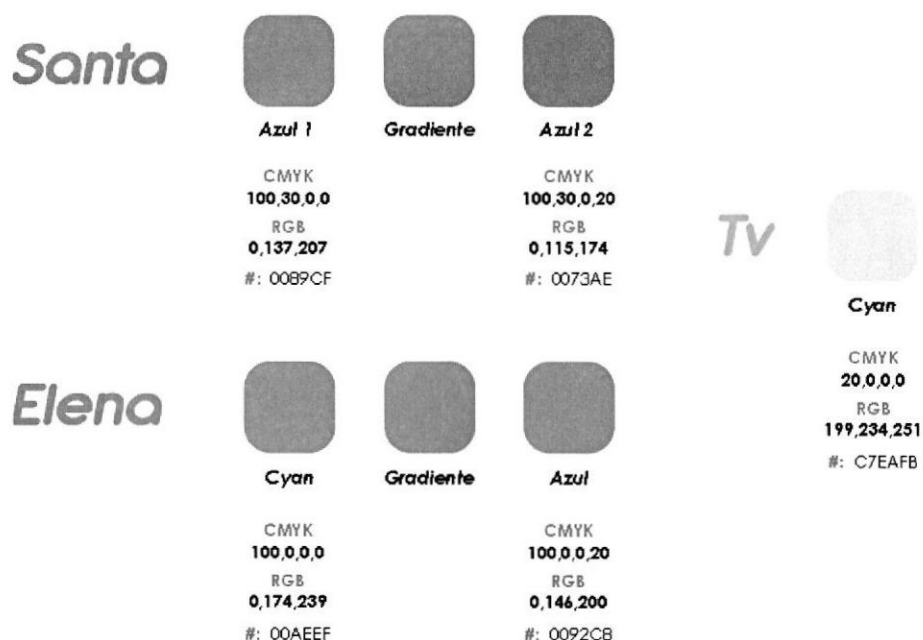 Santa
Azul 1
Gradiente
Azul 2
CMYK
100,30,0,0
RGB
0,137,207
#: 0089CF
CMYK
100,30,0,20
RGB
0,115,174
#: 0073AE
Tv
Cyan
CMYK
20,0,0,0
RGB
199,234,251
#: C7EAFB
Elena
Cyan
Gradiente
Azul
CMYK
100,0,0,0
RGB
0,174,239
#: 00AEEF
CMYK
100,0,0,20
RGB
0,146,200
#: 0092C8